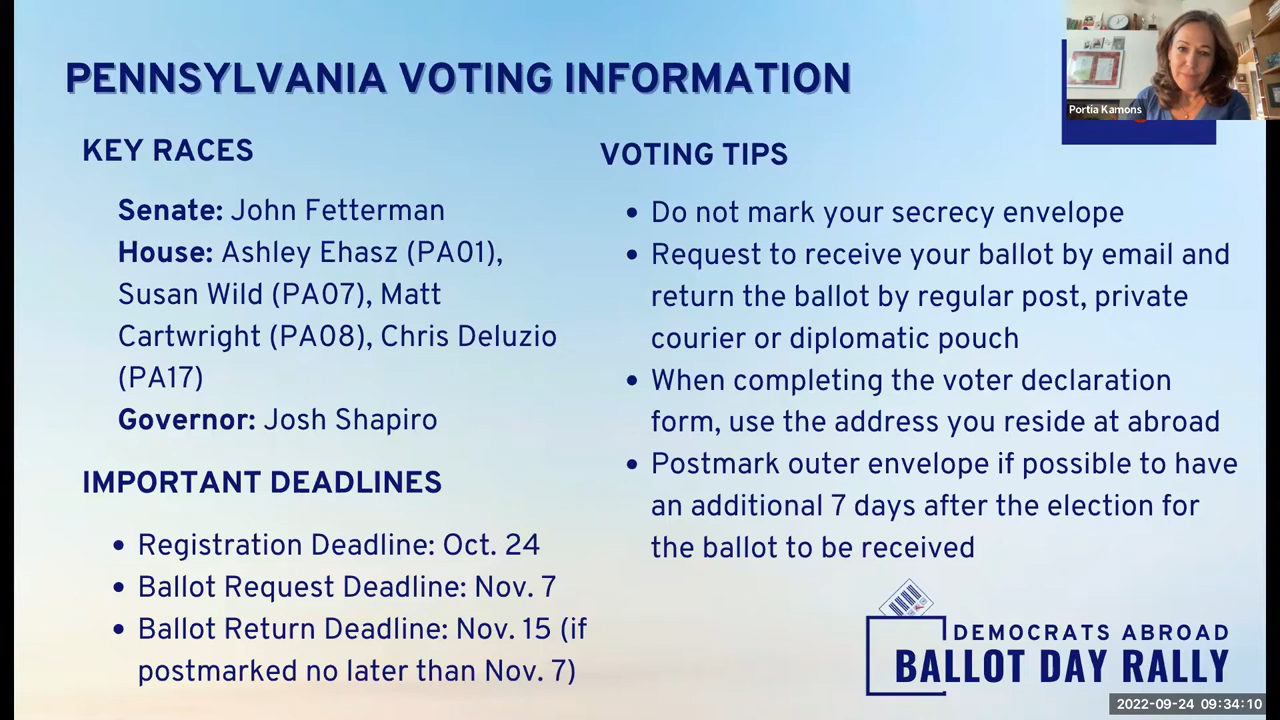 PENNSYLVANIA VOTING INFORMATION
Portia Kamons
KEY RACES
Senate: John Fetterman
House: Ashley Ehasz (PA01),
Susan Wild (PA07), Matt
Cartwright (PA08), Chris Deluzio
(PA17)
Governor: Josh Shapiro
IMPORTANT DEADLINES
• Registration Deadline: Oct. 24
• Ballot Request Deadline: Nov. 7
• Ballot Return Deadline: Nov. 15 (if
postmarked no later than Nov. 7)
VOTING TIPS
• Do not mark your secrecy envelope
• Request to receive your ballot by email and
return the ballot by regular post, private
courier or diplomatic pouch
• When completing the voter declaration
form, use the address you reside at abroad
• Postmark outer envelope if possible to have
an additional 7 days after the election for
the ballot to be received
DEMOCRATS ABROAD
BALLOT DAY RALLY
2022-09-24 09:34:10